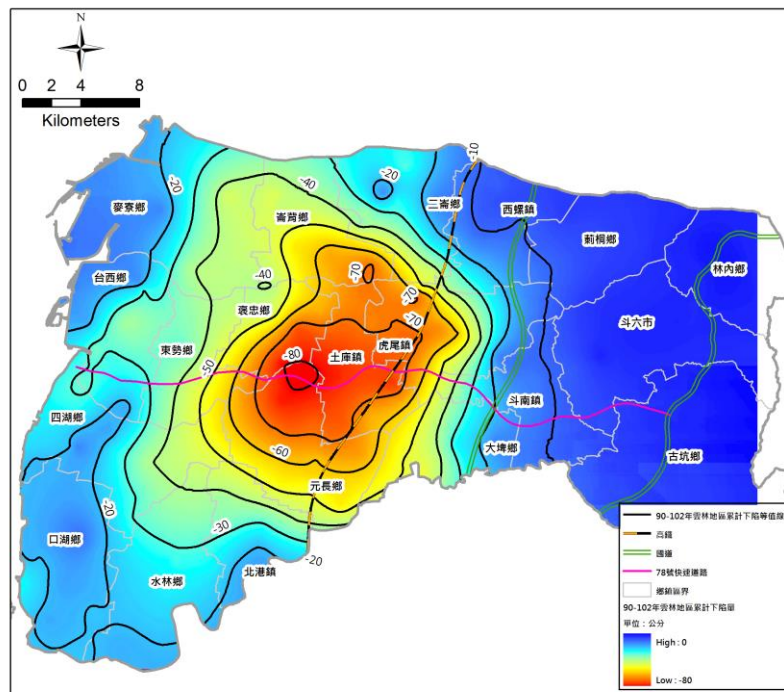 N
0 2 4 8
Kilometers
-10
-20
-20
-40
三崙鄉
西螺鎮
麥寮鄉
崙背鄉
莿桐鄉
林內鄉
台西鄉
-40
-70
褒忠鄉
-70
-70
斗六市
東勢鄉
虎尾鎮
土庫鎮
-80
-50
四湖鄉
斗南鎮
大埤鄉
-60
古坑鄉
元長鄉
-20
-30
口湖鄉
-20
水林鄉
北港鎮
90-102年雲林地區累計下陷等值線
高鐵
國道
78號快速道路
鄉鎮區界
90-102年雲林地區累計下陷量
單位：公分
High : 0
Low : -80